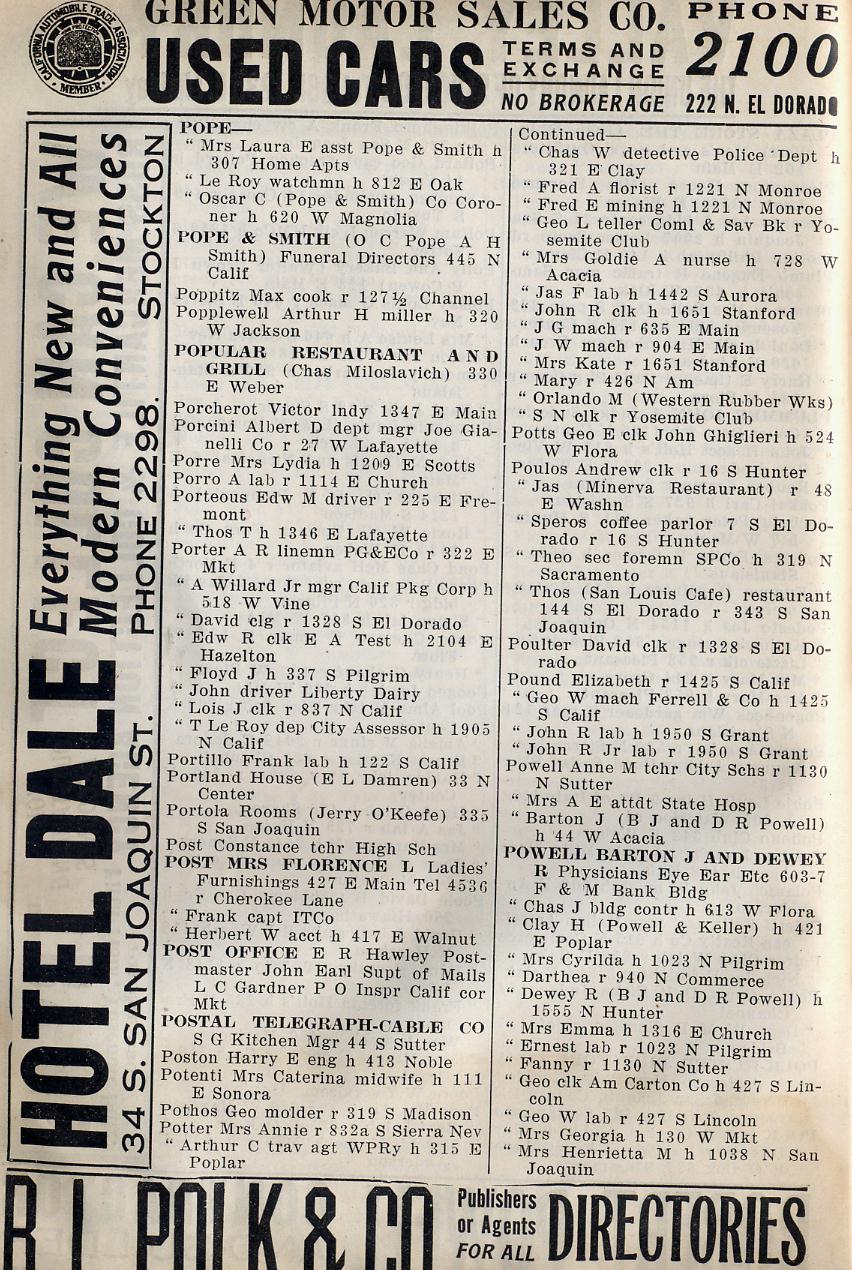 GREEN MOTOR SALES CO.
USED CARS
TERMS AND
EXCHANGE
NO BROKERAGE
PHONE
2100
222 N. EL DORADO
CALIFORNIA AUTOMOBILE TRADE ASSOCIATION
MEMBER
HOTEL DALE
Everything New and All
Modern Conveniences
34 S. SAN JOAQUIN ST. PHONE 2298. STOCKTON
POPE—
" Mrs Laura E asst Pope & Smith h
307 Home Apts
" Le Roy watchmn h 812 E Oak
" Oscar C (Pope & Smith) Co Coro-
ner h 620 W Magnolia
POPE & SMITH (O C Pope A H
Smith) Funeral Directors 445 N
Calif
Poppitz Max cook r 127½ Channel
Popplewell Arthur H miller h 320
W Jackson
POPULAR RESTAURANT AND
GRILL (Chas Miloslavich) 330
E Weber
Porcherot Victor lndy 1347 E Main
Porcini Albert D dept mgr Joe Gia-
nelli Co r 27 W Lafayette
Porre Mrs Lydia h 1209 E Scotts
Porro A lab r 1114 E Church
Porteous Edw M driver r 225 E Fre-
mont
" Thos T h 1346 E Lafayette
Porter A R linemn PG&ECo r 322 E
Mkt
" A Willard Jr mgr Calif Pkg Corp h
518 W Vine
" David clg r 1328 S El Dorado
" Edw R clk E A Test h 2104 E
Hazelton
" Floyd J h 337 S Pilgrim
" John driver Liberty Dairy
" Lois J clk r 837 N Calif
" T Le Roy dep City Assessor h 1905
N Calif
Portillo Frank lab h 122 S Calif
Portland House (E L Damren) 33 N
Center
Portola Rooms (Jerry O'Keefe) 335
S San Joaquin
Post Constance tchr High Sch
POST MRS FLORENCE L Ladies'
Furnishings 427 E Main Tel 4536
r Cherokee Lane
" Frank capt ITCo
" Herbert W acct h 417 E Walnut
POST OFFICE E R Hawley Post-
master John Earl Supt of Mails
L C Gardner P O Inspr Calif cor
Mkt
POSTAL TELEGRAPH-CABLE CO
S G Kitchen Mgr 44 S Sutter
Poston Harry E eng h 413 Noble
Potenti Mrs Caterina midwife h 111
E Sonora
Pothos Geo molder r 319 S Madison
Potter Mrs Annie r 832a S Sierra Nev
" Arthur C trav agt WPRy h 315 E
Poplar
Continued—
" Chas W detective Police Dept h
321 E Clay
" Fred A florist r 1221 N Monroe
" Fred E mining h 1221 N Monroe
" Geo L teller Coml & Sav Bk r Yo-
semite Club
" Mrs Goldie A nurse h 728 W
Acacia
" Jas F lab h 1442 S Aurora
" John R clk h 1651 Stanford
" J G mach r 635 E Main
" J W mach r 904 E Main
" Mrs Kate r 1651 Stanford
" Mary r 426 N Am
" Orlando M (Western Rubber Wks)
" S N clk r Yosemite Club
Potts Geo E clk John Ghiglieri h 524
W Flora
Poulos Andrew clk r 16 S Hunter
" Jas (Minerva Restaurant) r 48
E Washn
" Speros coffee parlor 7 S El Do-
rado r 16 S Hunter
" Theo sec foremn SPCo h 319 N
Sacramento
" Thos (San Louis Cafe) restaurant
144 S El Dorado r 343 S San
Joaquin
Poulter David clk r 1328 S El Do-
rado
Pound Elizabeth r 1425 S Calif
" Geo W mach Ferrell & Co h 1425
S Calif
" John R lab h 1950 S Grant
" John R Jr lab r 1950 S Grant
Powell Anne M tchr City Schs r 1130
N Sutter
" Mrs A E attdt State Hosp
" Barton J (B J and D R Powell)
h 44 W Acacia
POWELL BARTON J AND DEWEY
R Physicians Eye Ear Etc 603-7
F & M Bank Bldg
" Chas J bldg contr h 613 W Flora
" Clay H (Powell & Keller) h 421
E Poplar
" Mrs Cyrilda h 1023 N Pilgrim
" Darthea r 940 N Commerce
" Dewey R (B J and D R Powell) h
1555 N Hunter
" Mrs Emma h 1316 E Church
" Ernest lab r 1023 N Pilgrim
" Fanny r 1130 N Sutter
" Geo clk Am Carton Co h 427 S Lin-
coln
" Geo W lab r 427 S Lincoln
" Mrs Georgia h 130 W Mkt
" Mrs Henrietta M h 1038 N San
Joaquin
R L POLK & CO
Publishers
or Agents
FOR ALL
DIRECTORIES